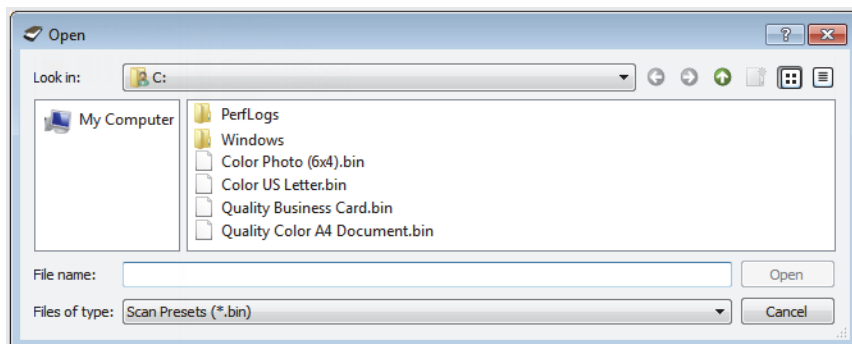 Open
Look in: C:
My Computer
PerfLogs
Windows
Color Photo (6x4).bin
Color US Letter.bin
Quality Business Card.bin
Quality Color A4 Document.bin
File name: Open
Files of type: Scan Presets (*.bin) Cancel